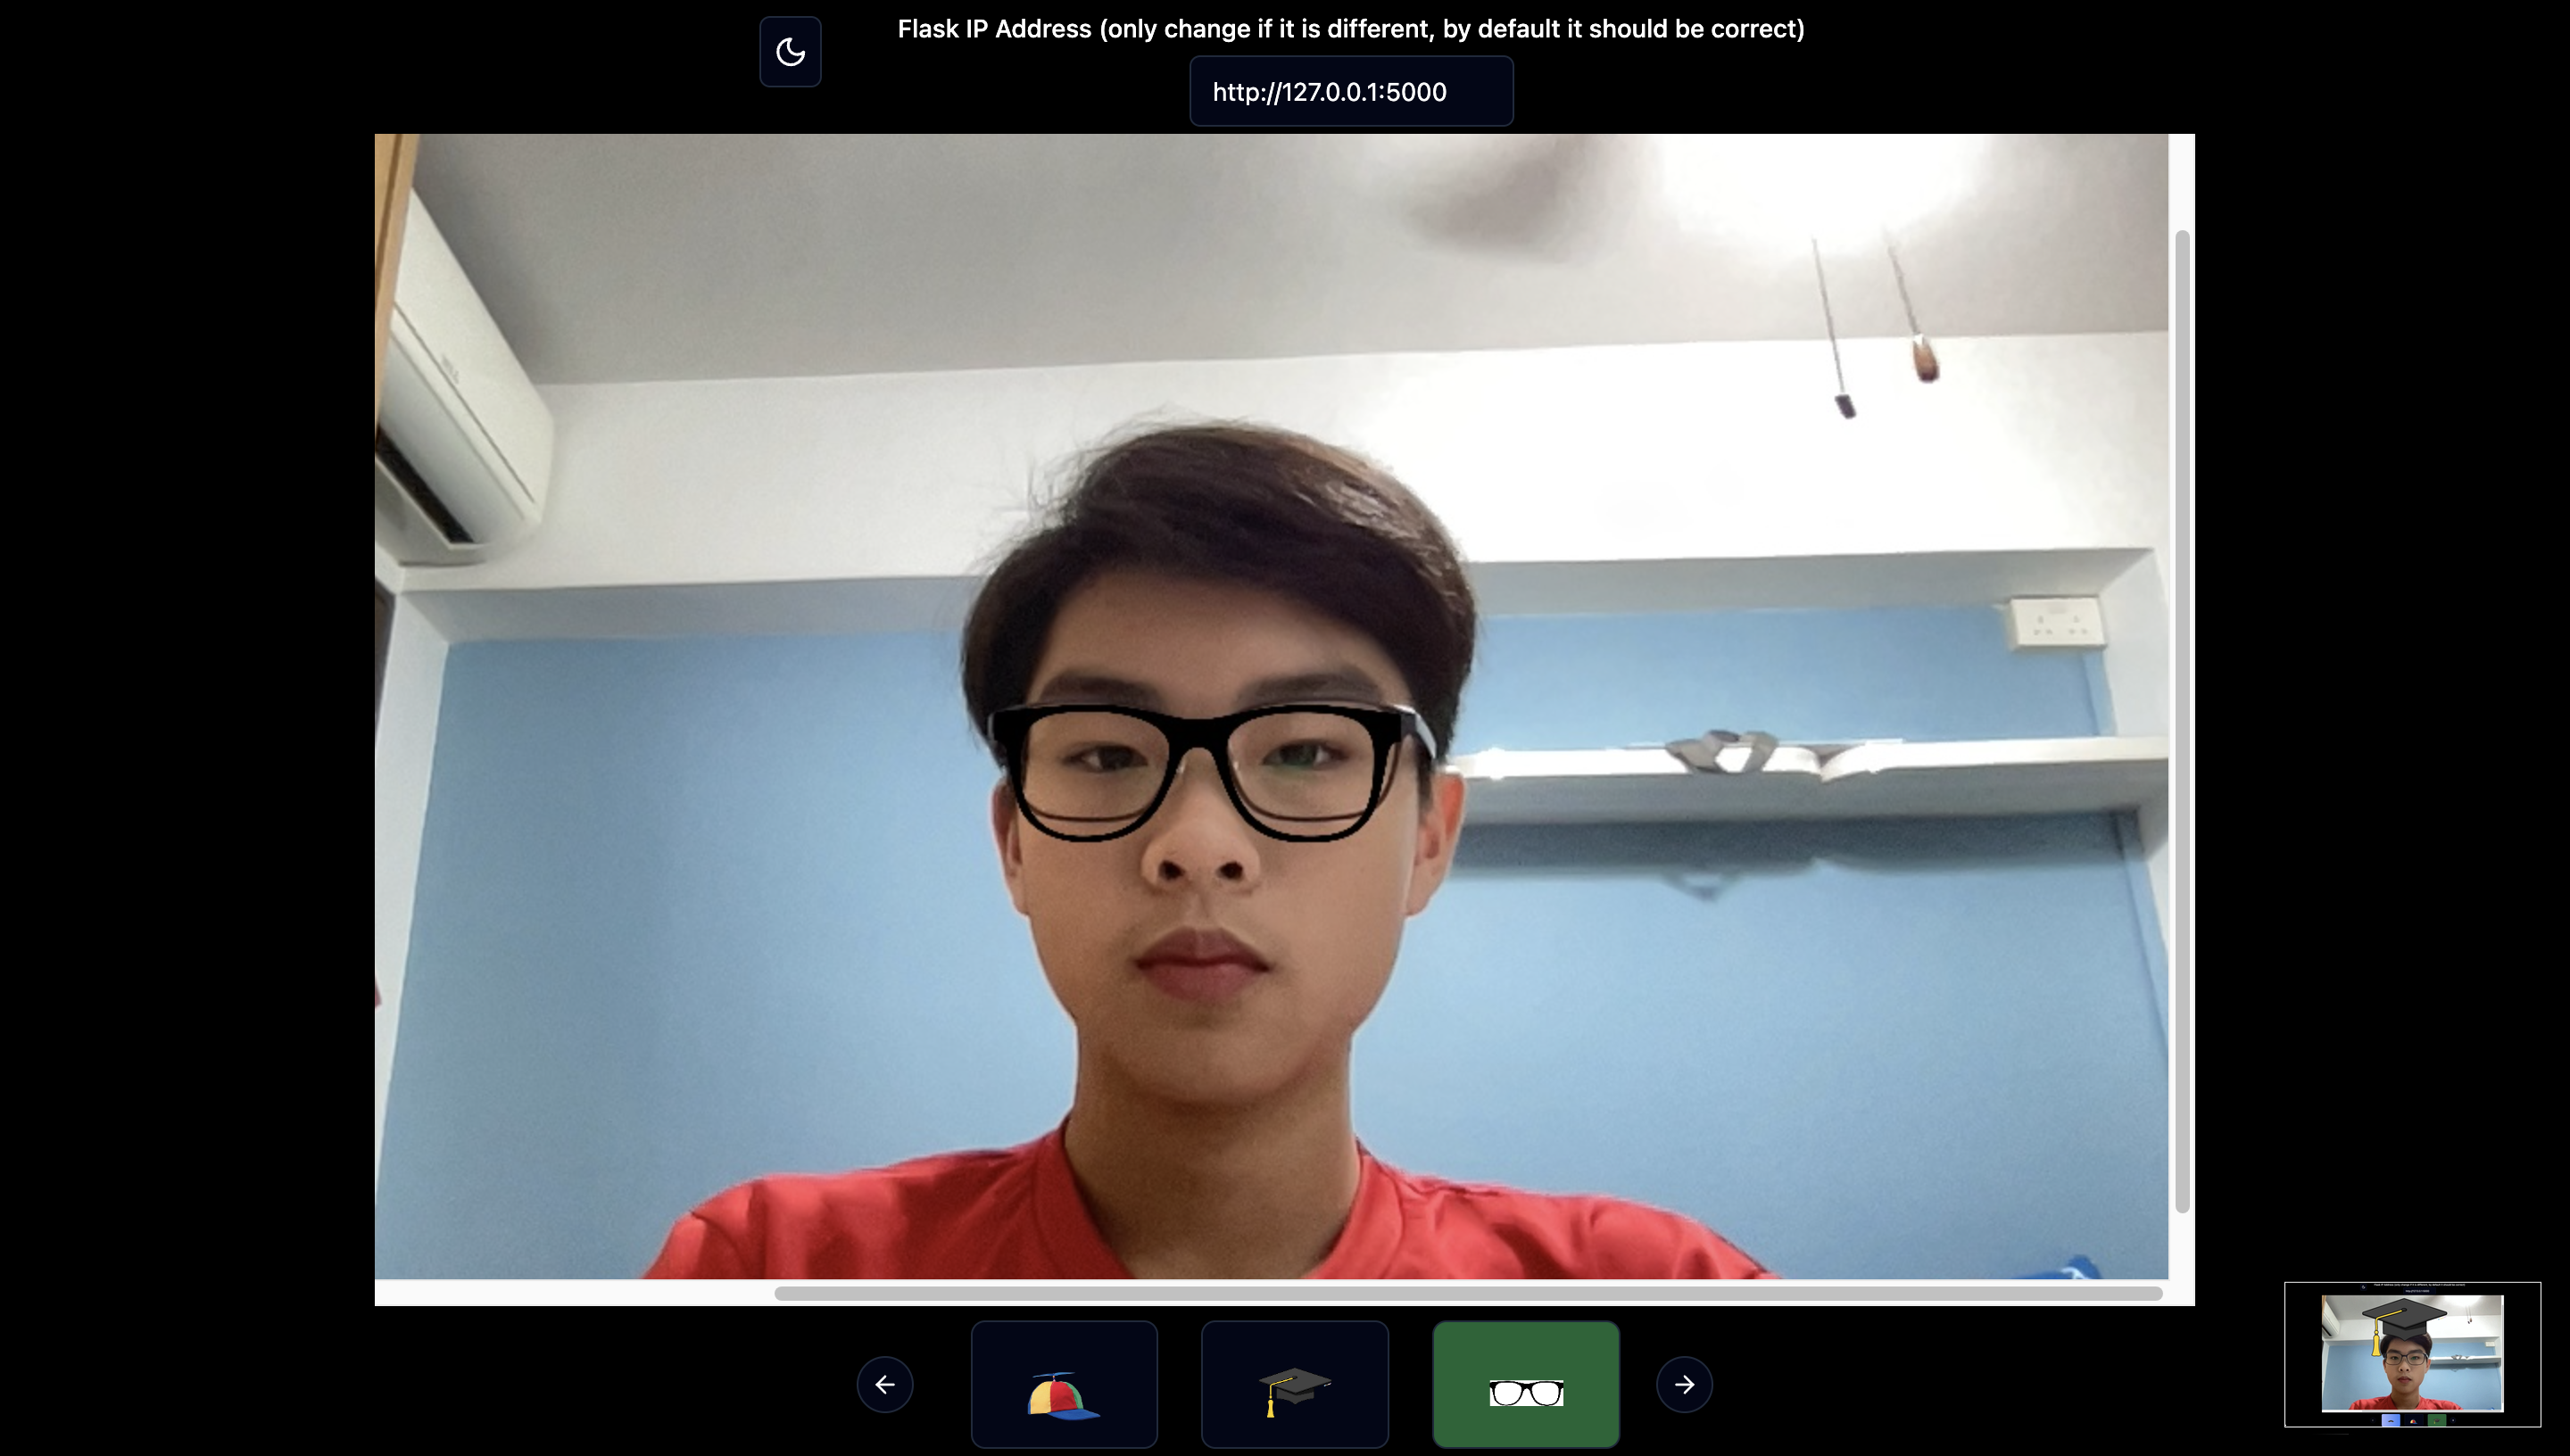 Flask IP Address (only change if it is different, by default it should be correct)
http://127.0.0.1:5000